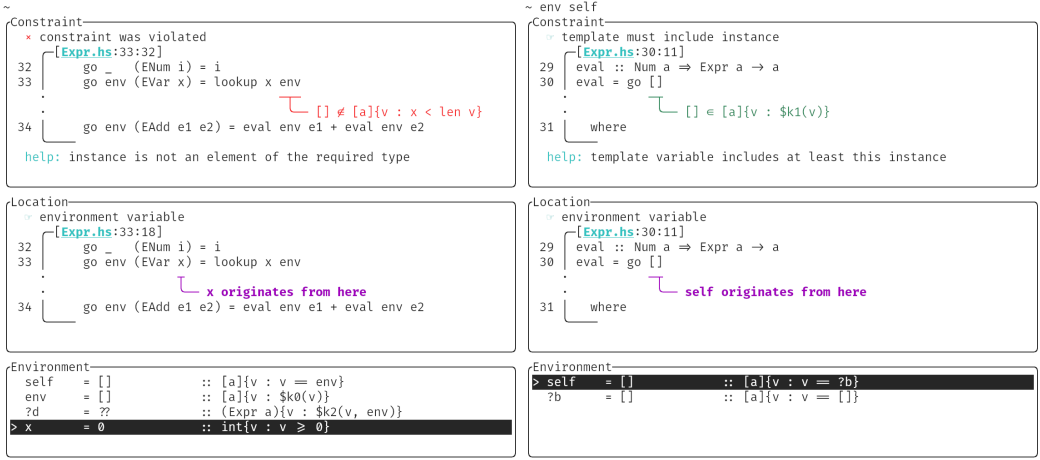 ~
Constraint
× constraint was violated
[Expr.hs:33:32]
32 go _ (ENum i) = i
33 go env (EVar x) = lookup x env
[] ∉ [a]{v : x < len v}
34 go env (EAdd e1 e2) = eval env e1 + eval env e2
help: instance is not an element of the required type
Location
☞ environment variable
[Expr.hs:33:18]
32 go _ (ENum i) = i
33 go env (EVar x) = lookup x env
x originates from here
34 go env (EAdd e1 e2) = eval env e1 + eval env e2
Environment
self = [] :: [a]{v : v == env}
env = [] :: [a]{v : $k0(v)}
?d = ?? :: (Expr a){v : $k2(v, env)}
> x = 0 :: int{v : v >= 0}
~ env self
Constraint
☞ template must include instance
[Expr.hs:30:11]
29 eval :: Num a => Expr a -> a
30 eval = go []
[] ∈ [a]{v : $k1(v)}
31 where
help: template variable includes at least this instance
Location
☞ environment variable
[Expr.hs:30:11]
29 eval :: Num a => Expr a -> a
30 eval = go []
self originates from here
31 where
Environment
> self = [] :: [a]{v : v == ?b}
?b = [] :: [a]{v : v == []}